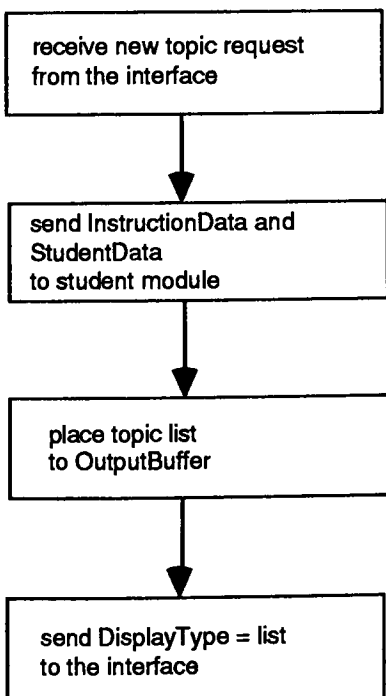 receive new topic request
from the interface
send InstructionData and
StudentData
to student module
place topic list
to OutputBuffer
send DisplayType = list
to the interface